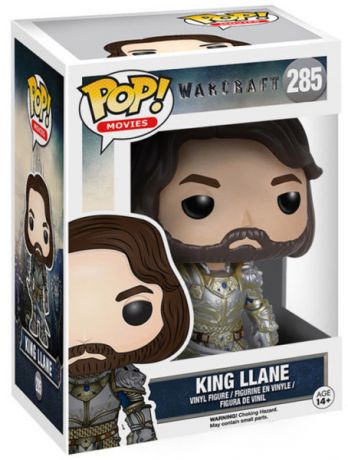 POP!
MOVIES
WARCRAFT
285
KING LLANE
VINYL FIGURE / FIGURINE EN VINYLE /
FIGURA DE VINIL
WARNING: Choking Hazard.
May contain small parts.
AGE
14+
POP!
MOVIES
KING LLANE
285